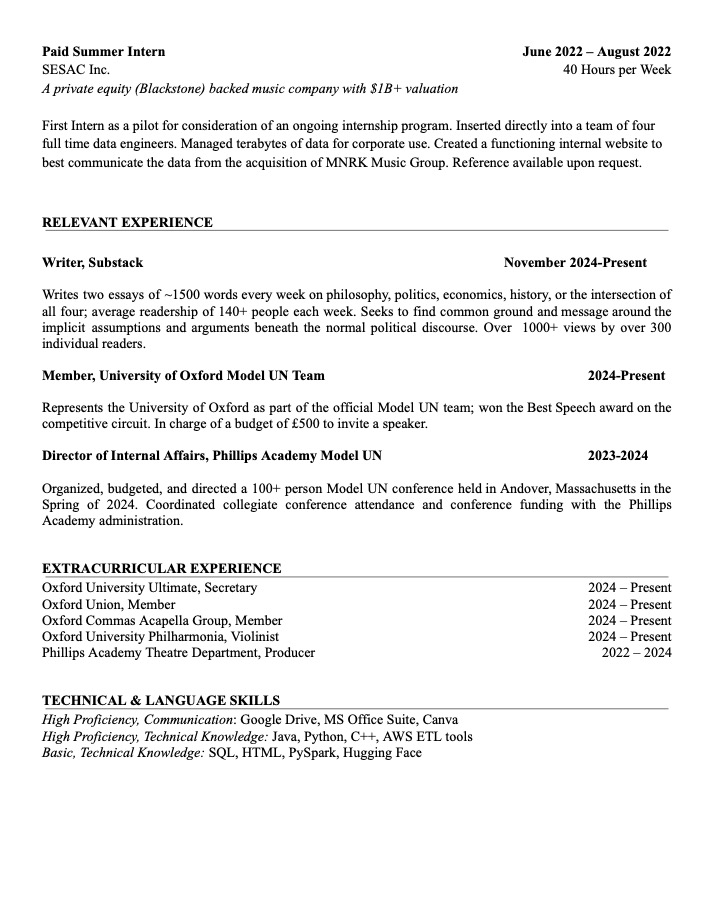 Paid Summer Intern June 2022 – August 2022
SESAC Inc. 40 Hours per Week
A private equity (Blackstone) backed music company with $1B+ valuation
First Intern as a pilot for consideration of an ongoing internship program. Inserted directly into a team of four
full time data engineers. Managed terabytes of data for corporate use. Created a functioning internal website to
best communicate the data from the acquisition of MNRK Music Group. Reference available upon request.
RELEVANT EXPERIENCE
Writer, Substack November 2024-Present
Writes two essays of ~1500 words every week on philosophy, politics, economics, history, or the intersection of
all four; average readership of 140+ people each week. Seeks to find common ground and message around the
implicit assumptions and arguments beneath the normal political discourse. Over 1000+ views by over 300
individual readers.
Member, University of Oxford Model UN Team 2024-Present
Represents the University of Oxford as part of the official Model UN team; won the Best Speech award on the
competitive circuit. In charge of a budget of £500 to invite a speaker.
Director of Internal Affairs, Phillips Academy Model UN 2023-2024
Organized, budgeted, and directed a 100+ person Model UN conference held in Andover, Massachusetts in the
Spring of 2024. Coordinated collegiate conference attendance and conference funding with the Phillips
Academy administration.
EXTRACURRICULAR EXPERIENCE
Oxford University Ultimate, Secretary 2024 – Present
Oxford Union, Member 2024 – Present
Oxford Commas Acapella Group, Member 2024 – Present
Oxford University Philharmonia, Violinist 2024 – Present
Phillips Academy Theatre Department, Producer 2022 – 2024
TECHNICAL & LANGUAGE SKILLS
High Proficiency, Communication: Google Drive, MS Office Suite, Canva
High Proficiency, Technical Knowledge: Java, Python, C++, AWS ETL tools
Basic, Technical Knowledge: SQL, HTML, PySpark, Hugging Face